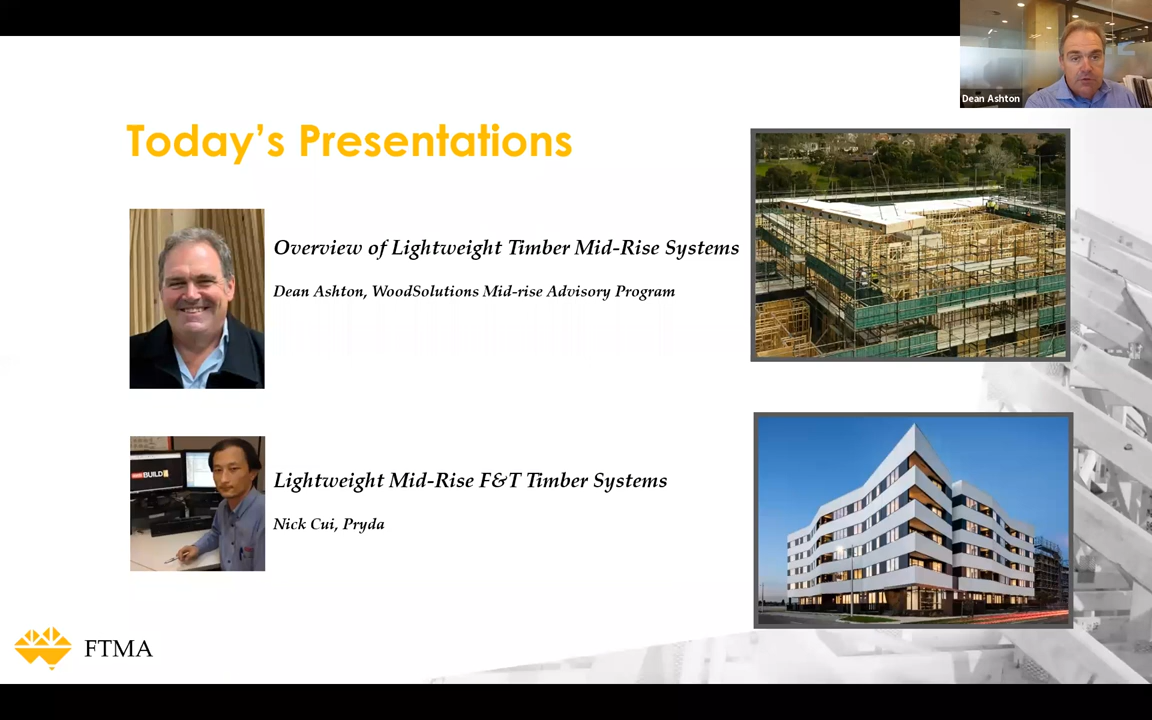 Dean Ashton
Today's Presentations
Overview of Lightweight Timber Mid-Rise Systems
Dean Ashton, WoodSolutions Mid-rise Advisory Program
BUILD
Lightweight Mid-Rise F&T Timber Systems
Nick Cui, Pryda
FTMA